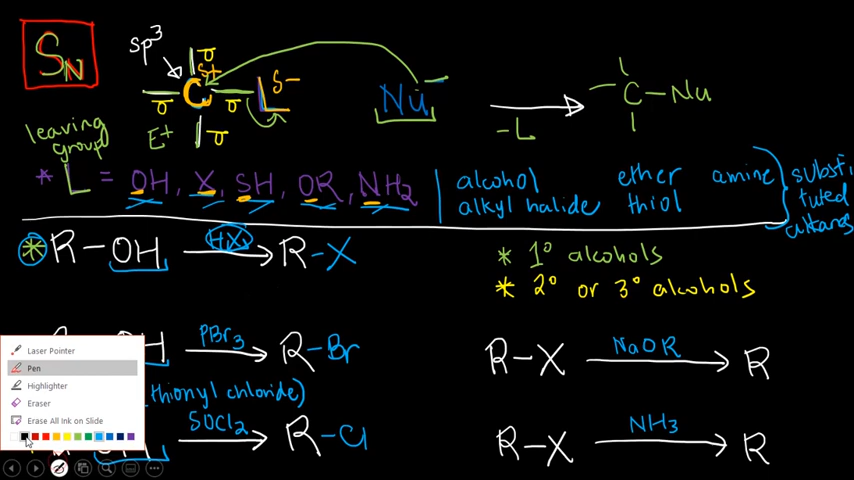 SN
sp3
σ
δ+
σ C σ L δ−
σ
E+
Nu −
−L
C—Nu
leaving group
* L = OH, X, SH, OR, NH2
alcohol ether amine
alkyl halide thiol
substituted alkanes
* R−OH HX R−X
* 1° alcohols
* 2° or 3° alcohols
OH PBr3 R−Br
R−X NaOR R
thionyl chloride)
SOCl2 R−Cl
R−X NH3 R
Laser Pointer
Pen
Highlighter
Eraser
Erase All Ink on Slide